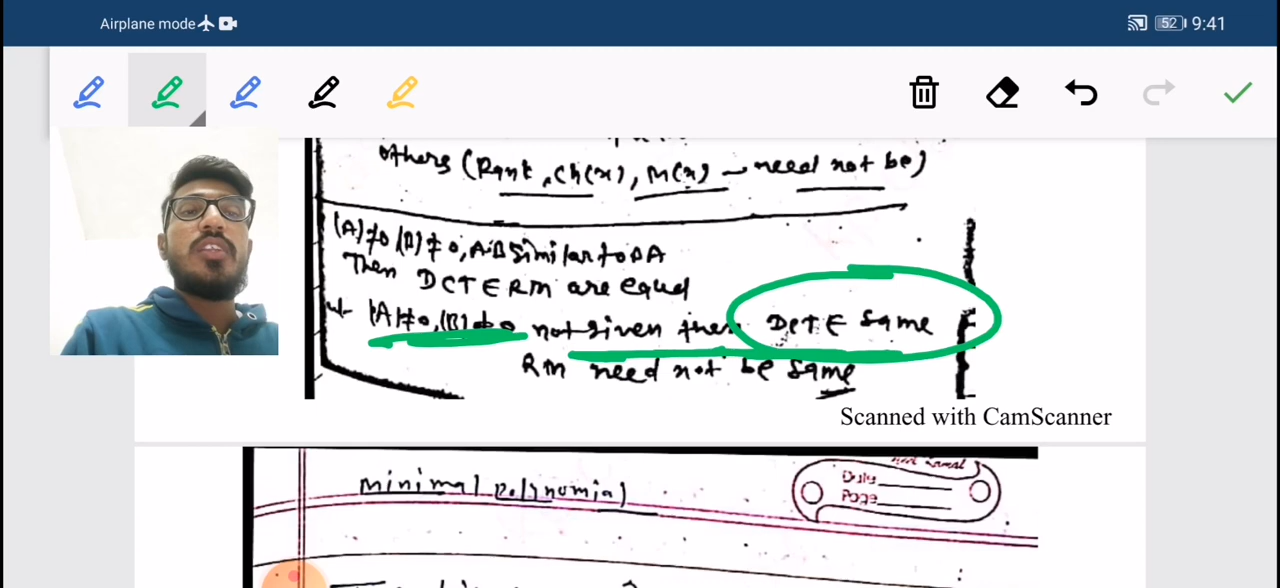 Airplane mode
52 9:41
others (Rank, Ch(x), M(x) - need not be)
|A|≠0 |B|≠0, AB similar to BA
Then DCTERM are equal
|A|≠0, |B|≠0 not given then DCTE same
RM need not be same
Scanned with CamScanner
minimal polynomial
Date
Page